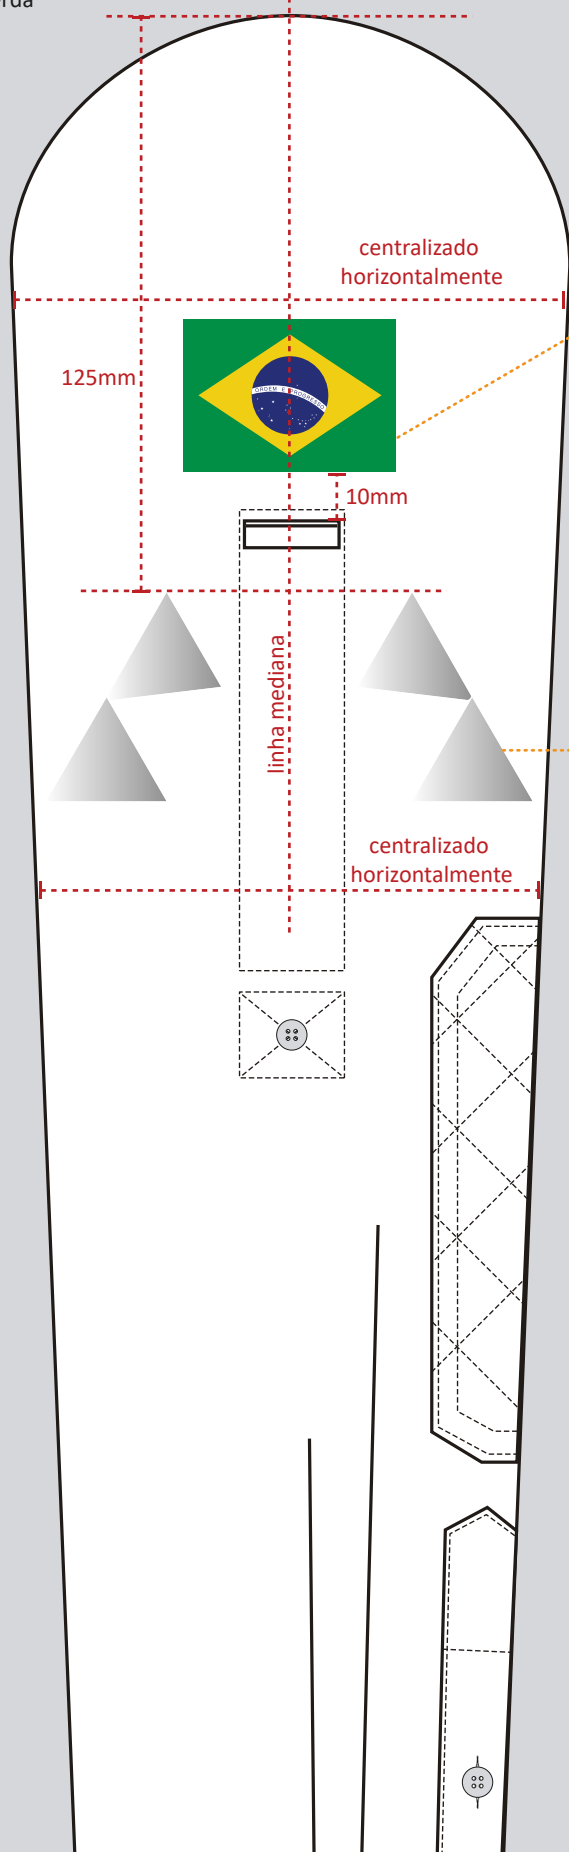 centralizado
horizontalmente
125mm
ORDEM E PROGRESSO
10mm
linha mediana
centralizado
horizontalmente